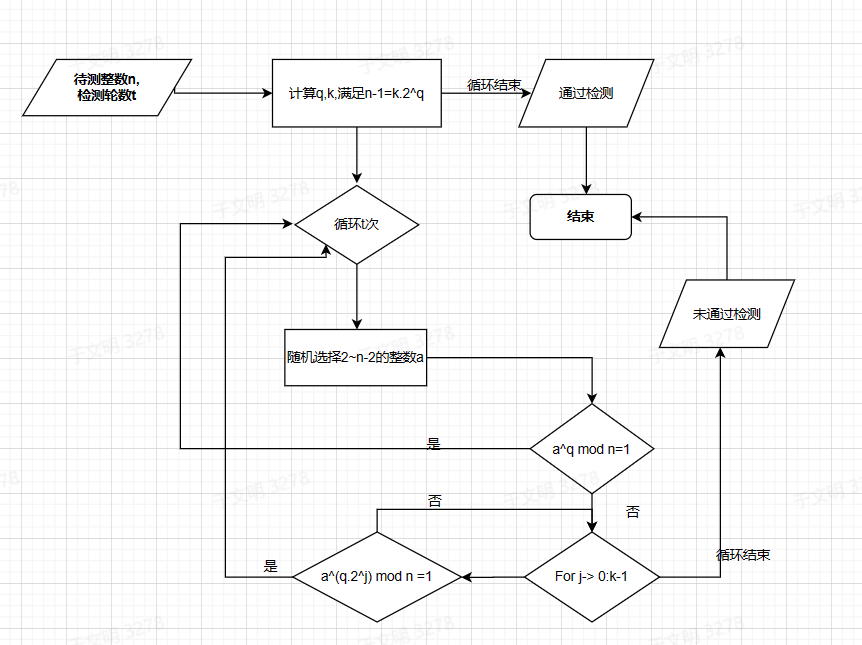 待测整数n,
检测轮数t
计算q,k,满足n-1=k.2^q
循环结束
通过检测
循环t次
结束
未通过检测
随机选择2~n-2的整数a
是
a^q mod n=1
否
否
循环结束
是
a^(q.2^j) mod n =1
For j-> 0:k-1
于文明 3278